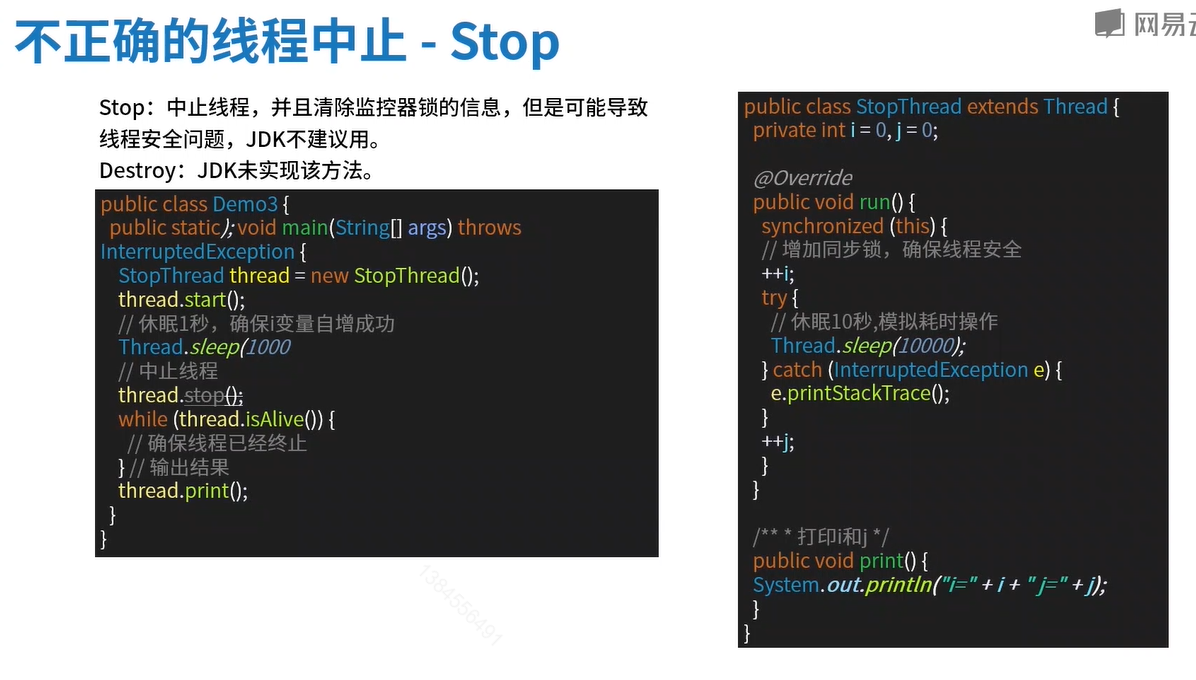 不正确的线程中止 - Stop
网易云
Stop：中止线程，并且清除监控器锁的信息，但是可能导致
线程安全问题，JDK不建议用。
Destroy：JDK未实现该方法。
public class Demo3 {
public static); void main(String[] args) throws
InterruptedException {
StopThread thread = new StopThread();
thread.start();
// 休眠1秒，确保i变量自增成功
Thread.sleep(1000
// 中止线程
thread.stop();
while (thread.isAlive()) {
// 确保线程已经终止
} // 输出结果
thread.print();
}
}
public class StopThread extends Thread {
private int i = 0, j = 0;
@Override
public void run() {
synchronized (this) {
// 增加同步锁，确保线程安全
++i;
try {
// 休眠10秒,模拟耗时操作
Thread.sleep(10000);
} catch (InterruptedException e) {
e.printStackTrace();
}
++j;
}
}
/** * 打印i和j */
public void print() {
System.out.println("i=" + i + " j=" + j);
}
}
13845556491